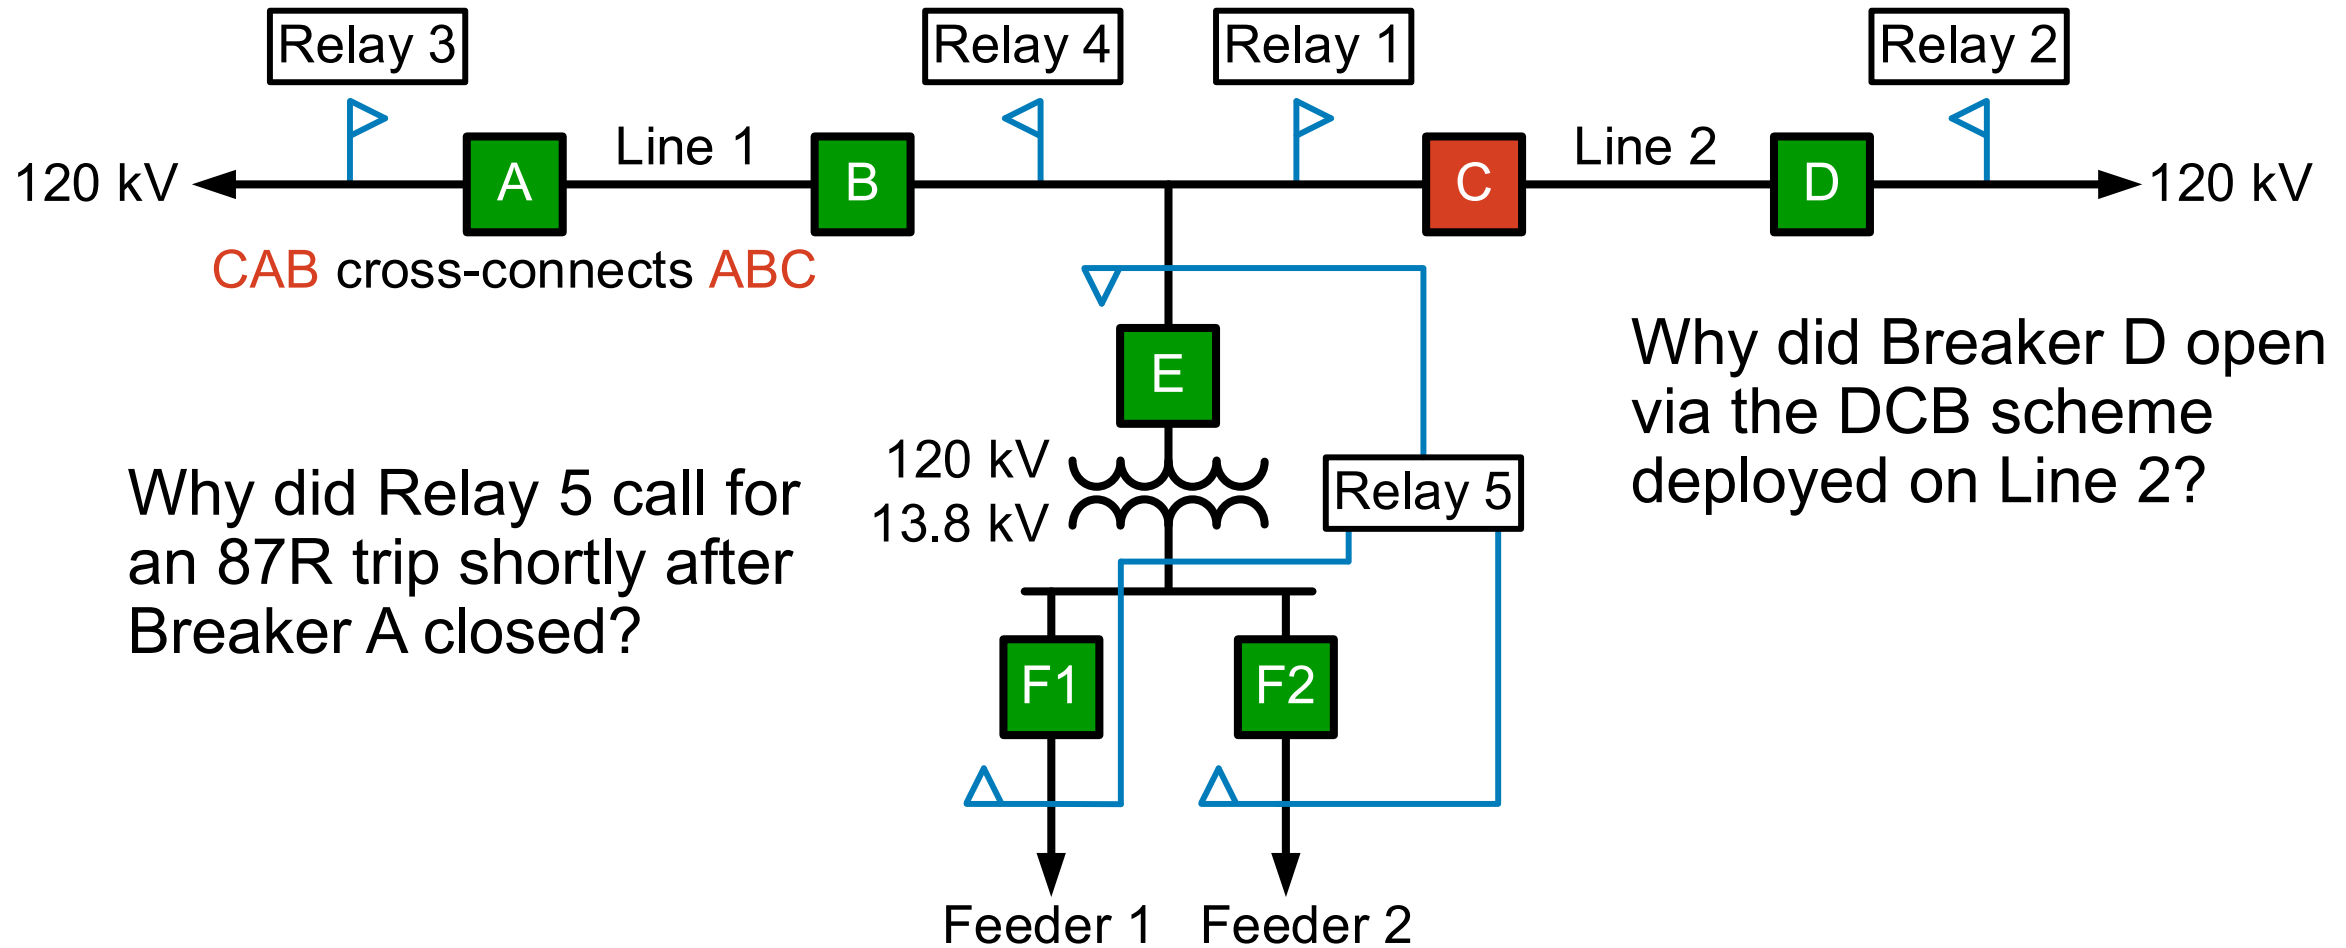 Relay 3
Relay 4
Relay 1
Relay 2
120 kV
A
Line 1
B
C
Line 2
D
120 kV
CAB cross-connects ABC
E
Why did Breaker D open
via the DCB scheme
deployed on Line 2?
120 kV
13.8 kV
Relay 5
Why did Relay 5 call for
an 87R trip shortly after
Breaker A closed?
F1
F2
Feeder 1
Feeder 2